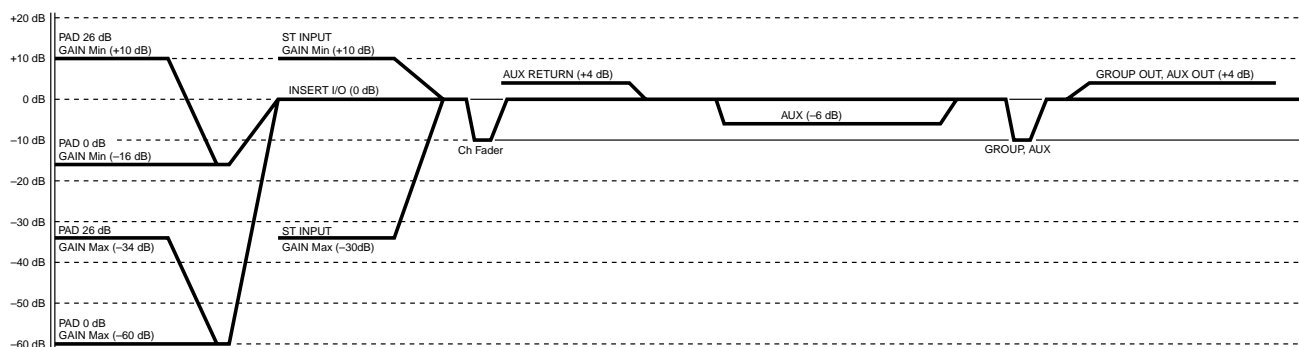 +20 dB
PAD 26 dB
GAIN Min (+10 dB)
ST INPUT
GAIN Min (+10 dB)
+10 dB
AUX RETURN (+4 dB)
GROUP OUT, AUX OUT (+4 dB)
INSERT I/O (0 dB)
0 dB
AUX (–6 dB)
PAD 0 dB
GAIN Min (–16 dB)
–10 dB
Ch Fader
GROUP, AUX
–20 dB
–30 dB
PAD 26 dB
GAIN Max (–34 dB)
ST INPUT
GAIN Max (–30dB)
–40 dB
–50 dB
PAD 0 dB
GAIN Max (–60 dB)
–60 dB